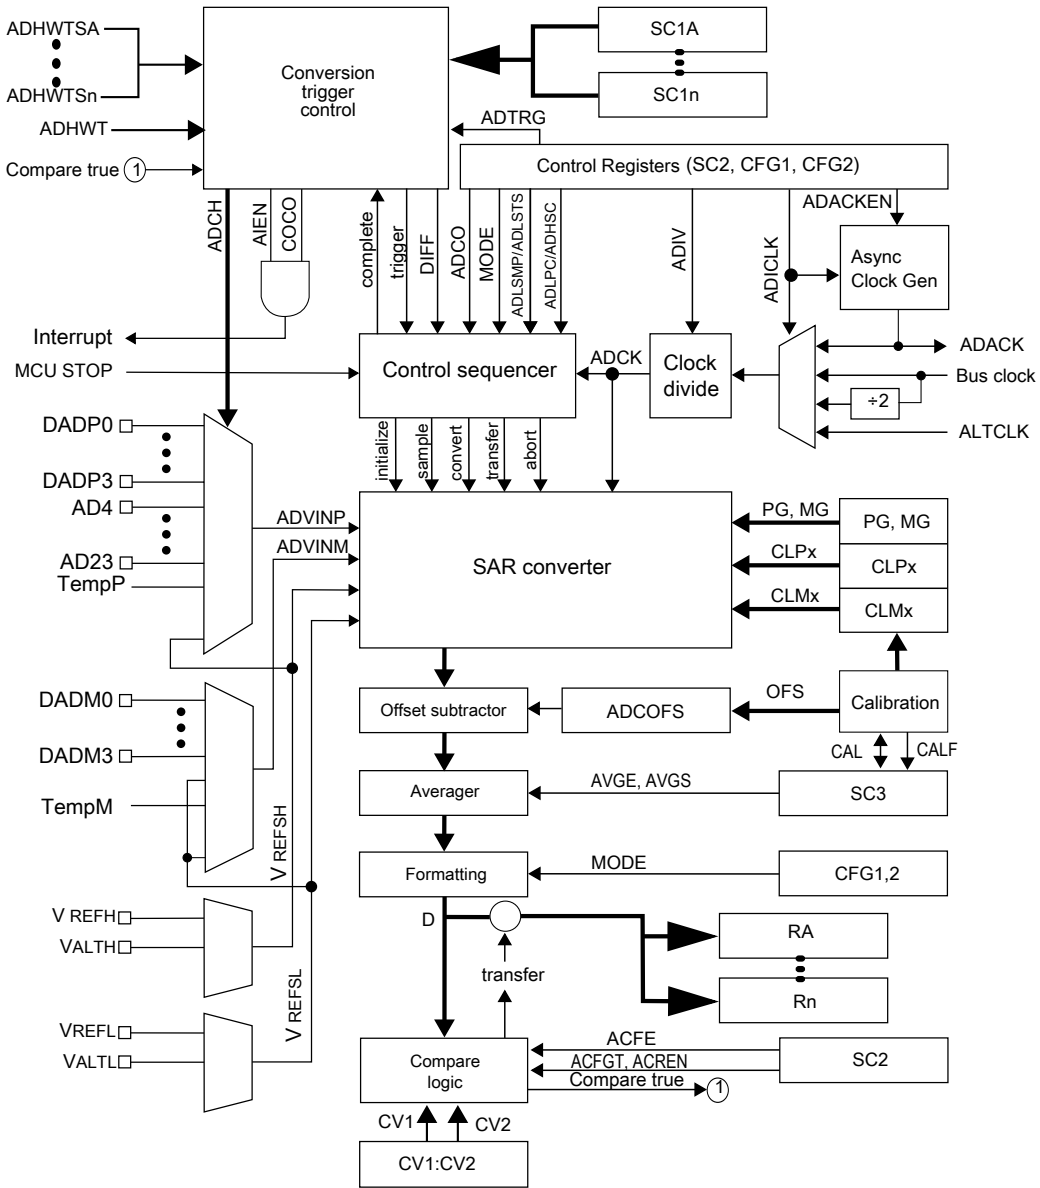 ADHWTSA
ADHWTSn
ADHWT
Compare true 1
Conversion
trigger
control
SC1A
SC1n
ADTRG
Control Registers (SC2, CFG1, CFG2)
ADCH
AIEN
COCO
complete
trigger
DIFF
ADCO
MODE
ADLSMP/ADLSTS
ADLPC/ADHSC
ADIV
ADICLK
ADACKEN
Async
Clock Gen
Interrupt
MCU STOP
Control sequencer
ADCK
Clock
divide
ADACK
Bus clock
÷2
ALTCLK
DADP0
DADP3
AD4
AD23
TempP
initialize
sample
convert
transfer
abort
ADVINP
ADVINM
SAR converter
PG, MG
PG, MG
CLPx
CLPx
CLMx
CLMx
DADM0
DADM3
TempM
Offset subtractor
ADCOFS
OFS
Calibration
CAL
CALF
Averager
AVGE, AVGS
SC3
V REFSH
Formatting
MODE
CFG1,2
D
V REFH
VALTH
transfer
RA
Rn
V REFSL
VREFL
VALTL
Compare
logic
ACFE
ACFGT, ACREN
Compare true
1
SC2
CV1
CV2
CV1:CV2